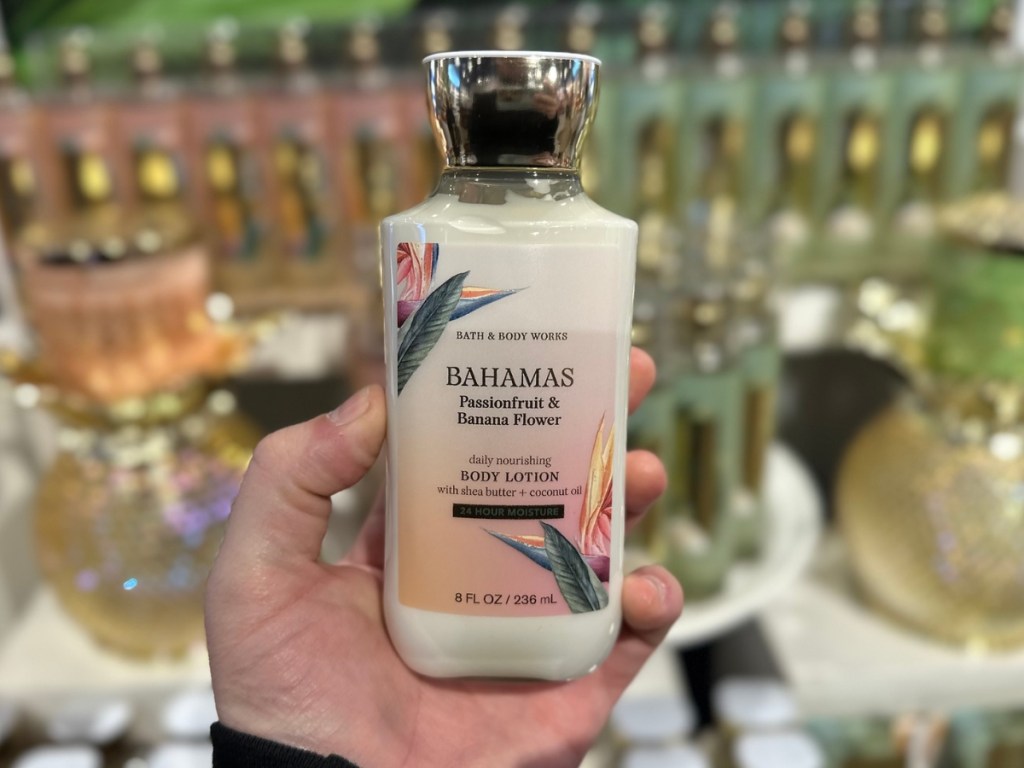 BATH & BODY WORKS
BAHAMAS
Passionfruit &
Banana Flower
daily nourishing
BODY LOTION
with shea butter + coconut oil
24 HOUR MOISTURE
8 FL OZ / 236 mL